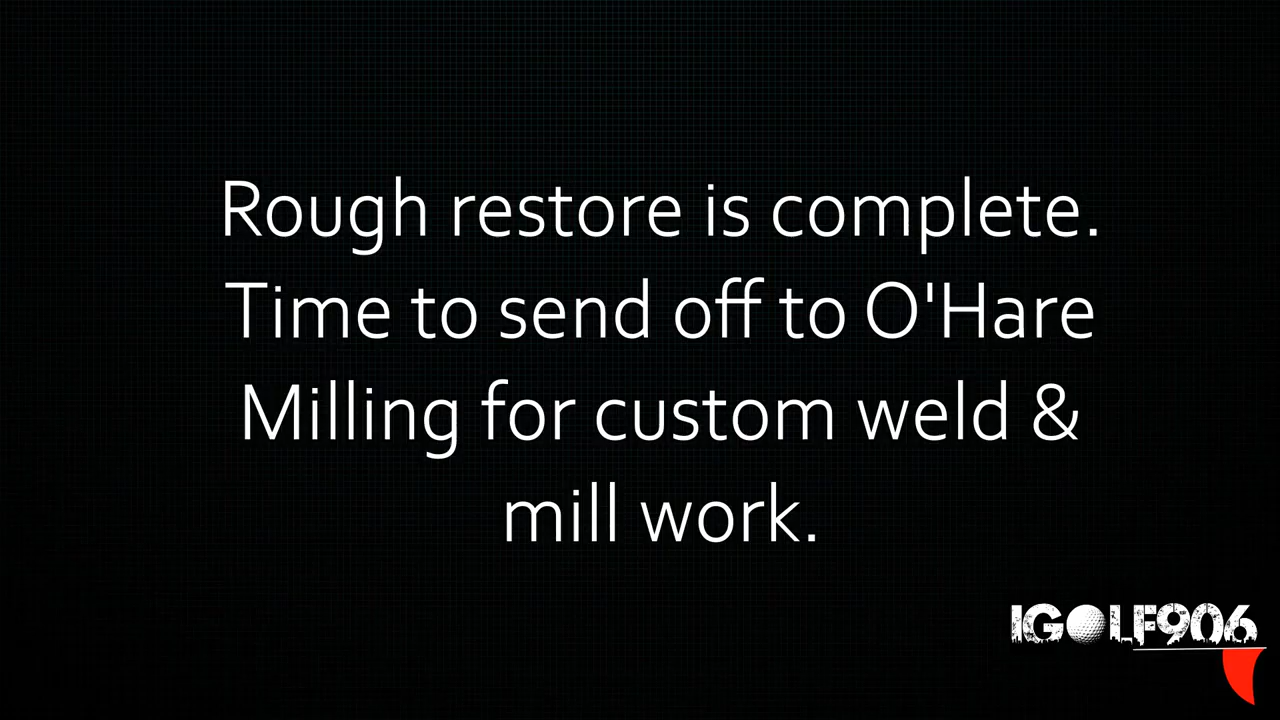 Rough restore is complete.
Time to send off to O'Hare
Milling for custom weld &
mill work.
IGOLF906